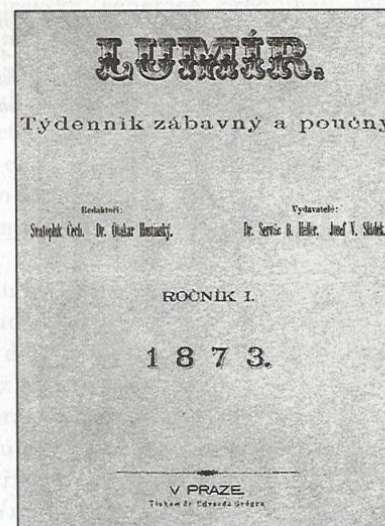 LUMÍR.
Týdenník zábavný a poučný
Redaktoři:
Svatopluk Čech. Dr. Otakar Hostinský.
Vydavatelé:
Dr. Servác B. Heller. Josef V. Sládek.
ROČNÍK I.
1873.
V PRAZE.
Tiskem dr. Edvarda Grégra